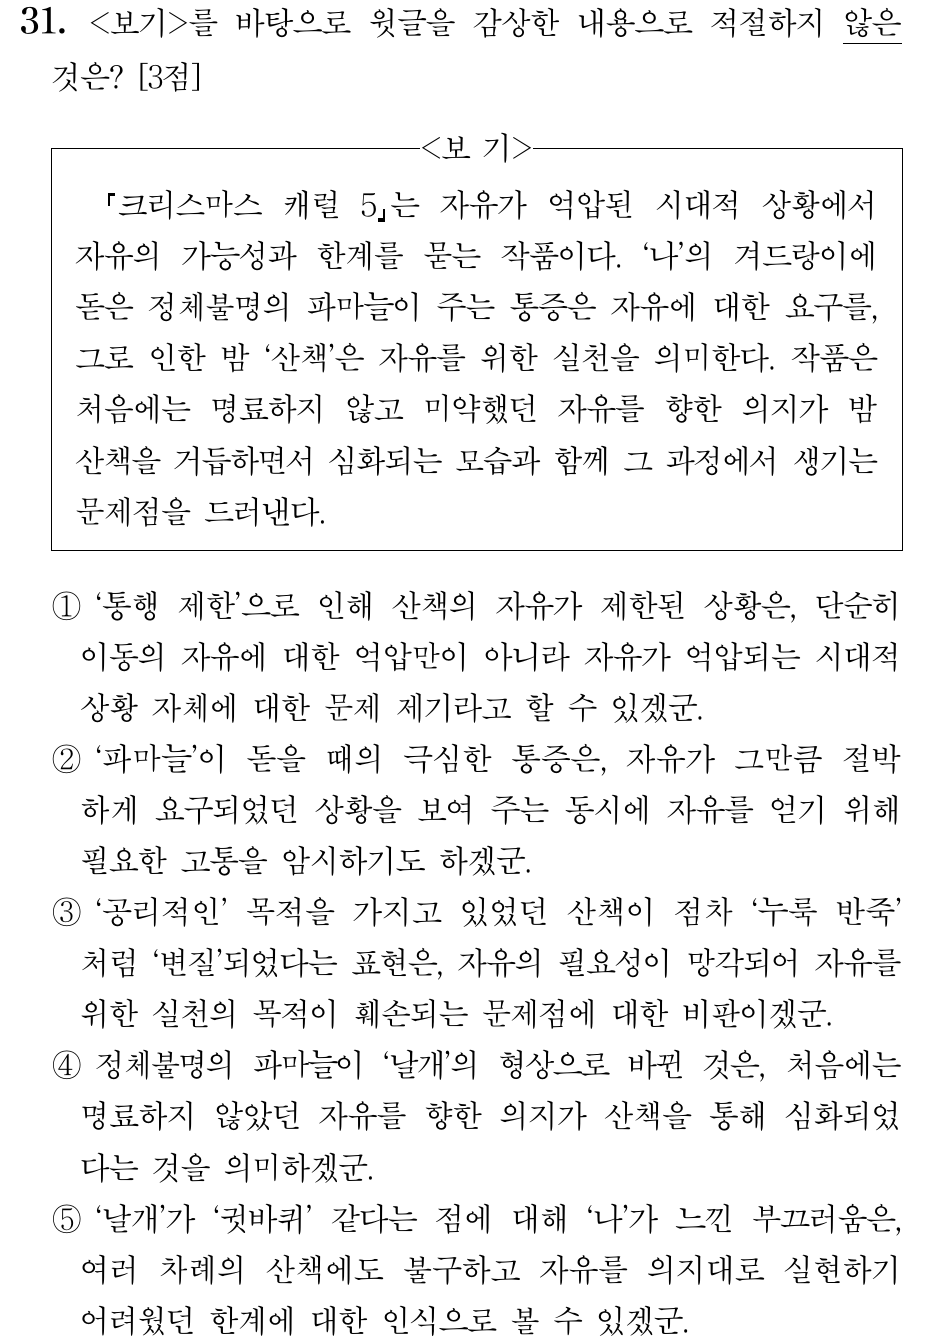 31. <보기>를 바탕으로 윗글을 감상한 내용으로 적절하지 않은
것은? [3점]
<보 기>
『크리스마스 캐럴 5』는 자유가 억압된 시대적 상황에서
자유의 가능성과 한계를 묻는 작품이다. ‘나’의 겨드랑이에
돋은 정체불명의 파마늘이 주는 통증은 자유에 대한 요구를,
그로 인한 밤 ‘산책’은 자유를 위한 실천을 의미한다. 작품은
처음에는 명료하지 않고 미약했던 자유를 향한 의지가 밤
산책을 거듭하면서 심화되는 모습과 함께 그 과정에서 생기는
문제점을 드러낸다.
① ‘통행 제한’으로 인해 산책의 자유가 제한된 상황은, 단순히
이동의 자유에 대한 억압만이 아니라 자유가 억압되는 시대적
상황 자체에 대한 문제 제기라고 할 수 있겠군.
② ‘파마늘’이 돋을 때의 극심한 통증은, 자유가 그만큼 절박
하게 요구되었던 상황을 보여 주는 동시에 자유를 얻기 위해
필요한 고통을 암시하기도 하겠군.
③ ‘공리적인’ 목적을 가지고 있었던 산책이 점차 ‘누룩 반죽’
처럼 ‘변질’되었다는 표현은, 자유의 필요성이 망각되어 자유를
위한 실천의 목적이 훼손되는 문제점에 대한 비판이겠군.
④ 정체불명의 파마늘이 ‘날개’의 형상으로 바뀐 것은, 처음에는
명료하지 않았던 자유를 향한 의지가 산책을 통해 심화되었
다는 것을 의미하겠군.
⑤ ‘날개’가 ‘귓바퀴’ 같다는 점에 대해 ‘나’가 느낀 부끄러움은,
여러 차례의 산책에도 불구하고 자유를 의지대로 실현하기
어려웠던 한계에 대한 인식으로 볼 수 있겠군.